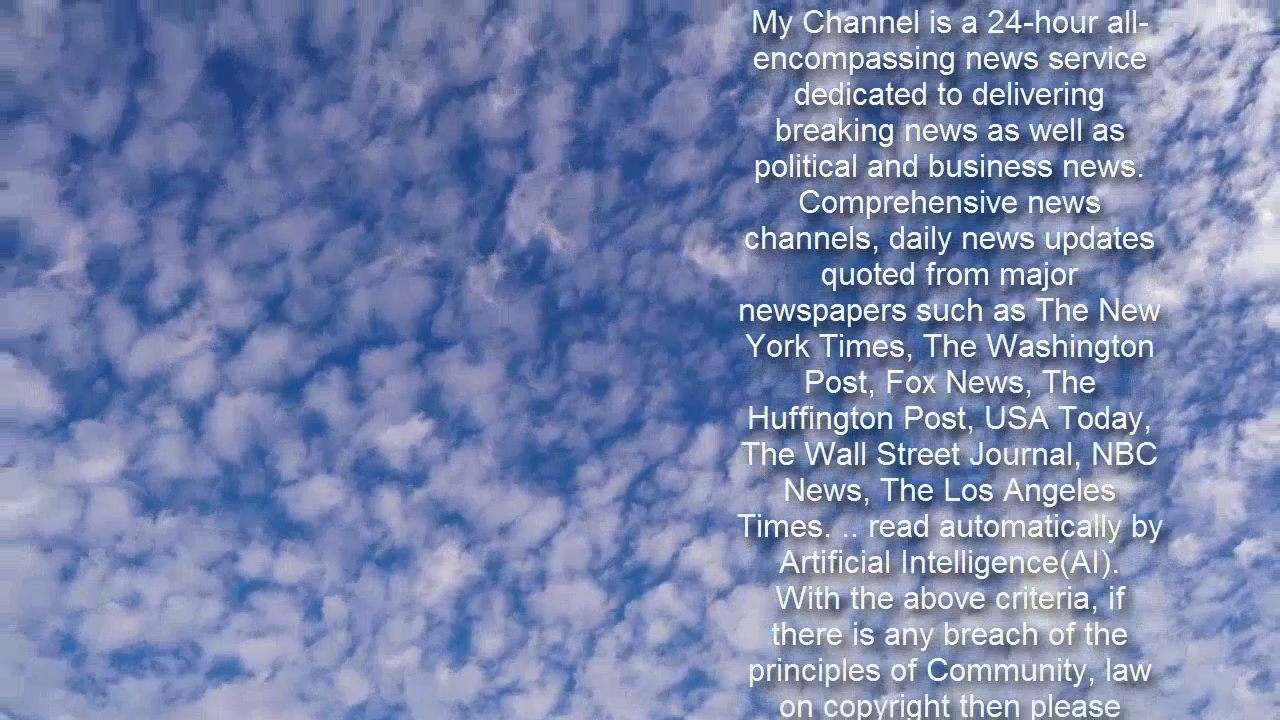 My Channel is a 24-hour all-
encompassing news service
dedicated to delivering
breaking news as well as
political and business news.
Comprehensive news
channels, daily news updates
quoted from major
newspapers such as The New
York Times, The Washington
Post, Fox News, The
Huffington Post, USA Today,
The Wall Street Journal, NBC
News, The Los Angeles
Times. .. read automatically by
Artificial Intelligence(AI).
With the above criteria, if
there is any breach of the
principles of Community, law
on copyright then please